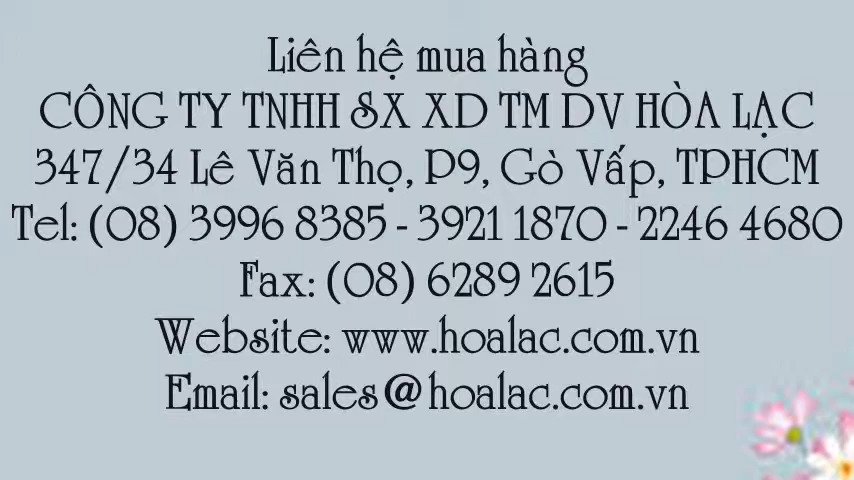 Liên hệ mua hàng
CÔNG TY TNHH SX XD TM DV HÒA LẠC
347/34 Lê Văn Thọ, P9, Gò Vấp, TPHCM
Tel: (08) 3996 8385 - 3921 1870 - 2246 4680
Fax: (08) 6289 2615
Website: www.hoalac.com.vn
Email: sales@hoalac.com.vn